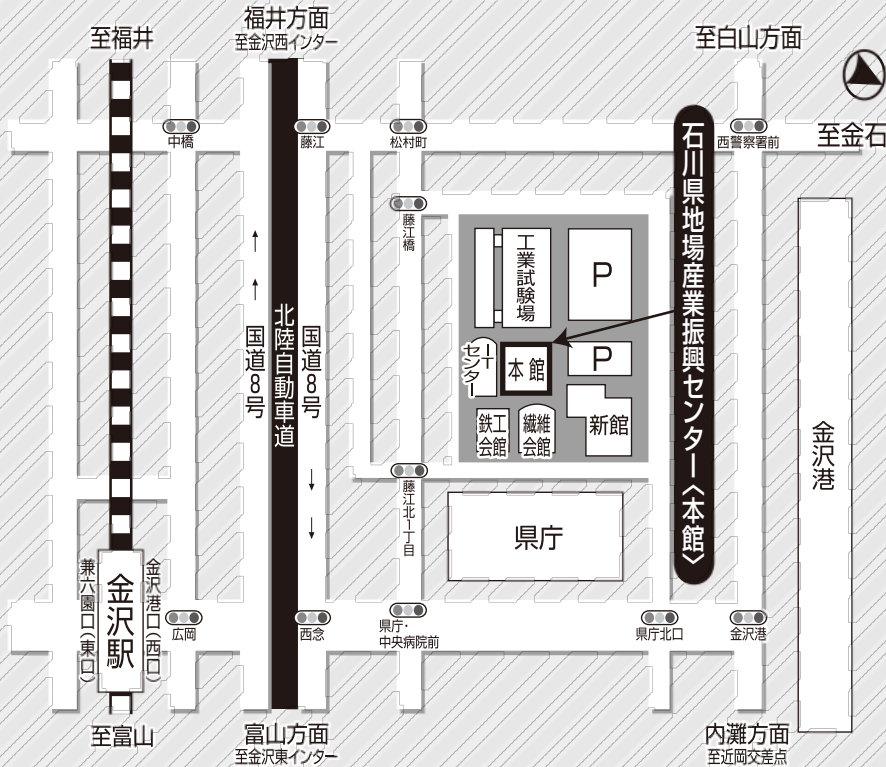 至福井
福井方面
至金沢西インター
至白山方面
至金石
中橋
藤江
松村町
西警察署前
藤江橋
工業試験場
P
P
ITセンター
本館
鉄工
会館
繊維
会館
新館
石川県地場産業振興センター〈本館〉
国道8号
北陸自動車道
国道8号
金沢港
藤江北1丁目
県庁
兼六園口(東口)
金沢駅
金沢港口(西口)
広岡
西念
県庁・
中央病院前
県庁北口
金沢港
至富山
富山方面
至金沢東インター
内灘方面
至近岡交差点